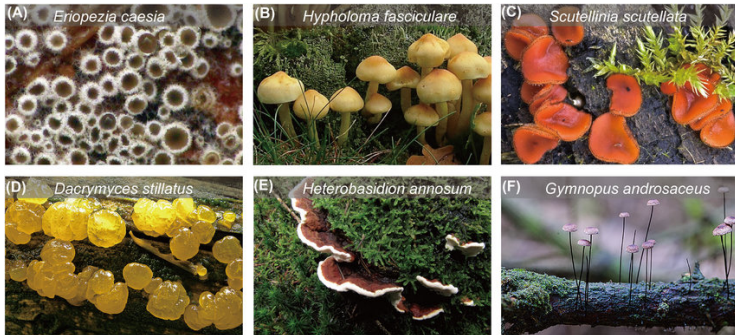 (A) Eriopezia caesia
(B) Hypholoma fasciculare
(C) Scutellinia scutellata
(D) Dacrymyces stillatus
(E) Heterobasidion annosum
(F) Gymnopus androsaceus